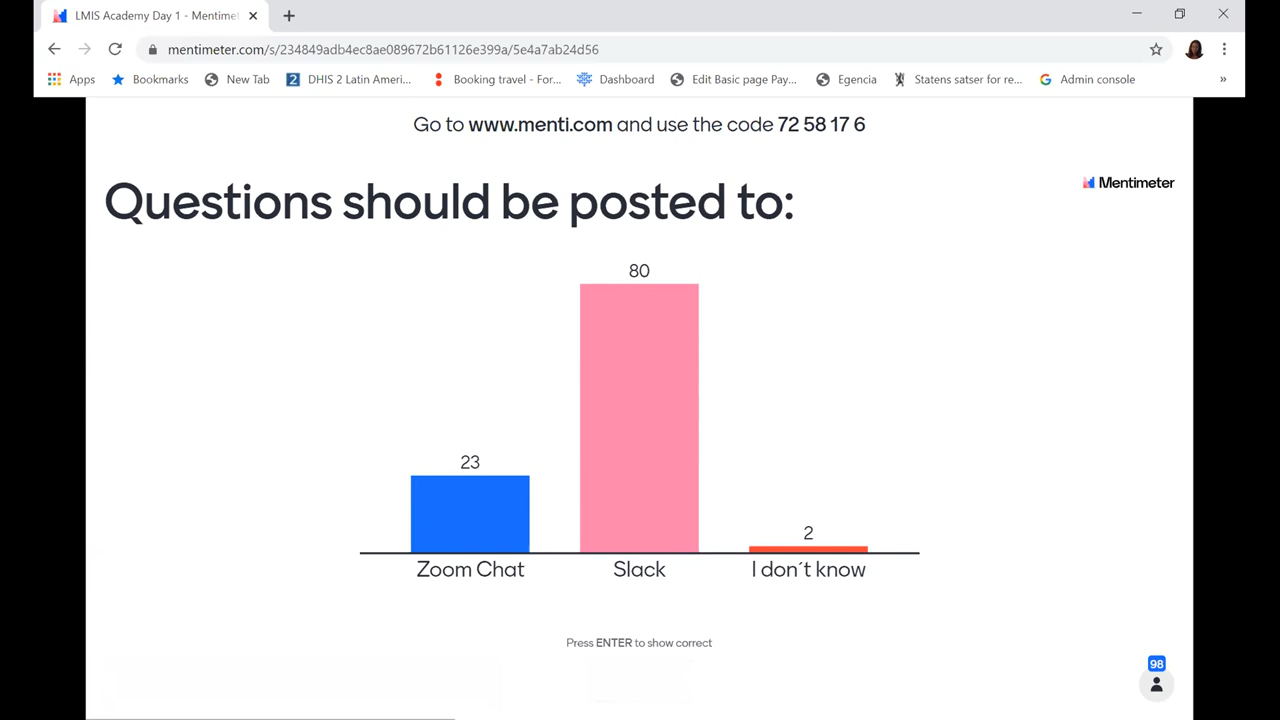 LMIS Academy Day 1 - Mentimet
mentimeter.com/s/234849adb4ec8ae089672b61126e399a/5e4a7ab24d56
Apps Bookmarks New Tab 2 DHIS 2 Latin Ameri... Booking travel - For... Dashboard Edit Basic page Pay... Egencia Statens satser for re... Admin console »
Go to www.menti.com and use the code 72 58 17 6
Mentimeter
Questions should be posted to:
80
23
2
Zoom Chat Slack I don´t know
Press ENTER to show correct
98